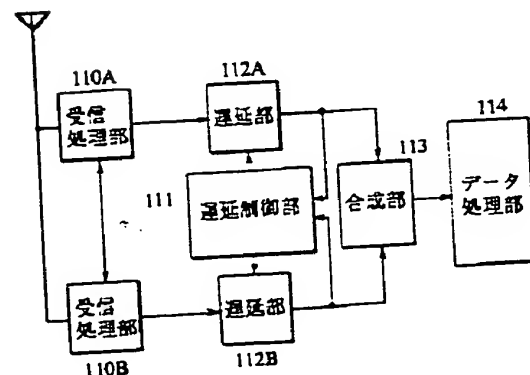 110A
受信
処理部
112A
遅延部
111
遅延制御部
113
合成部
114
データ
処理部
受信
処理部
110B
遅延部
112B